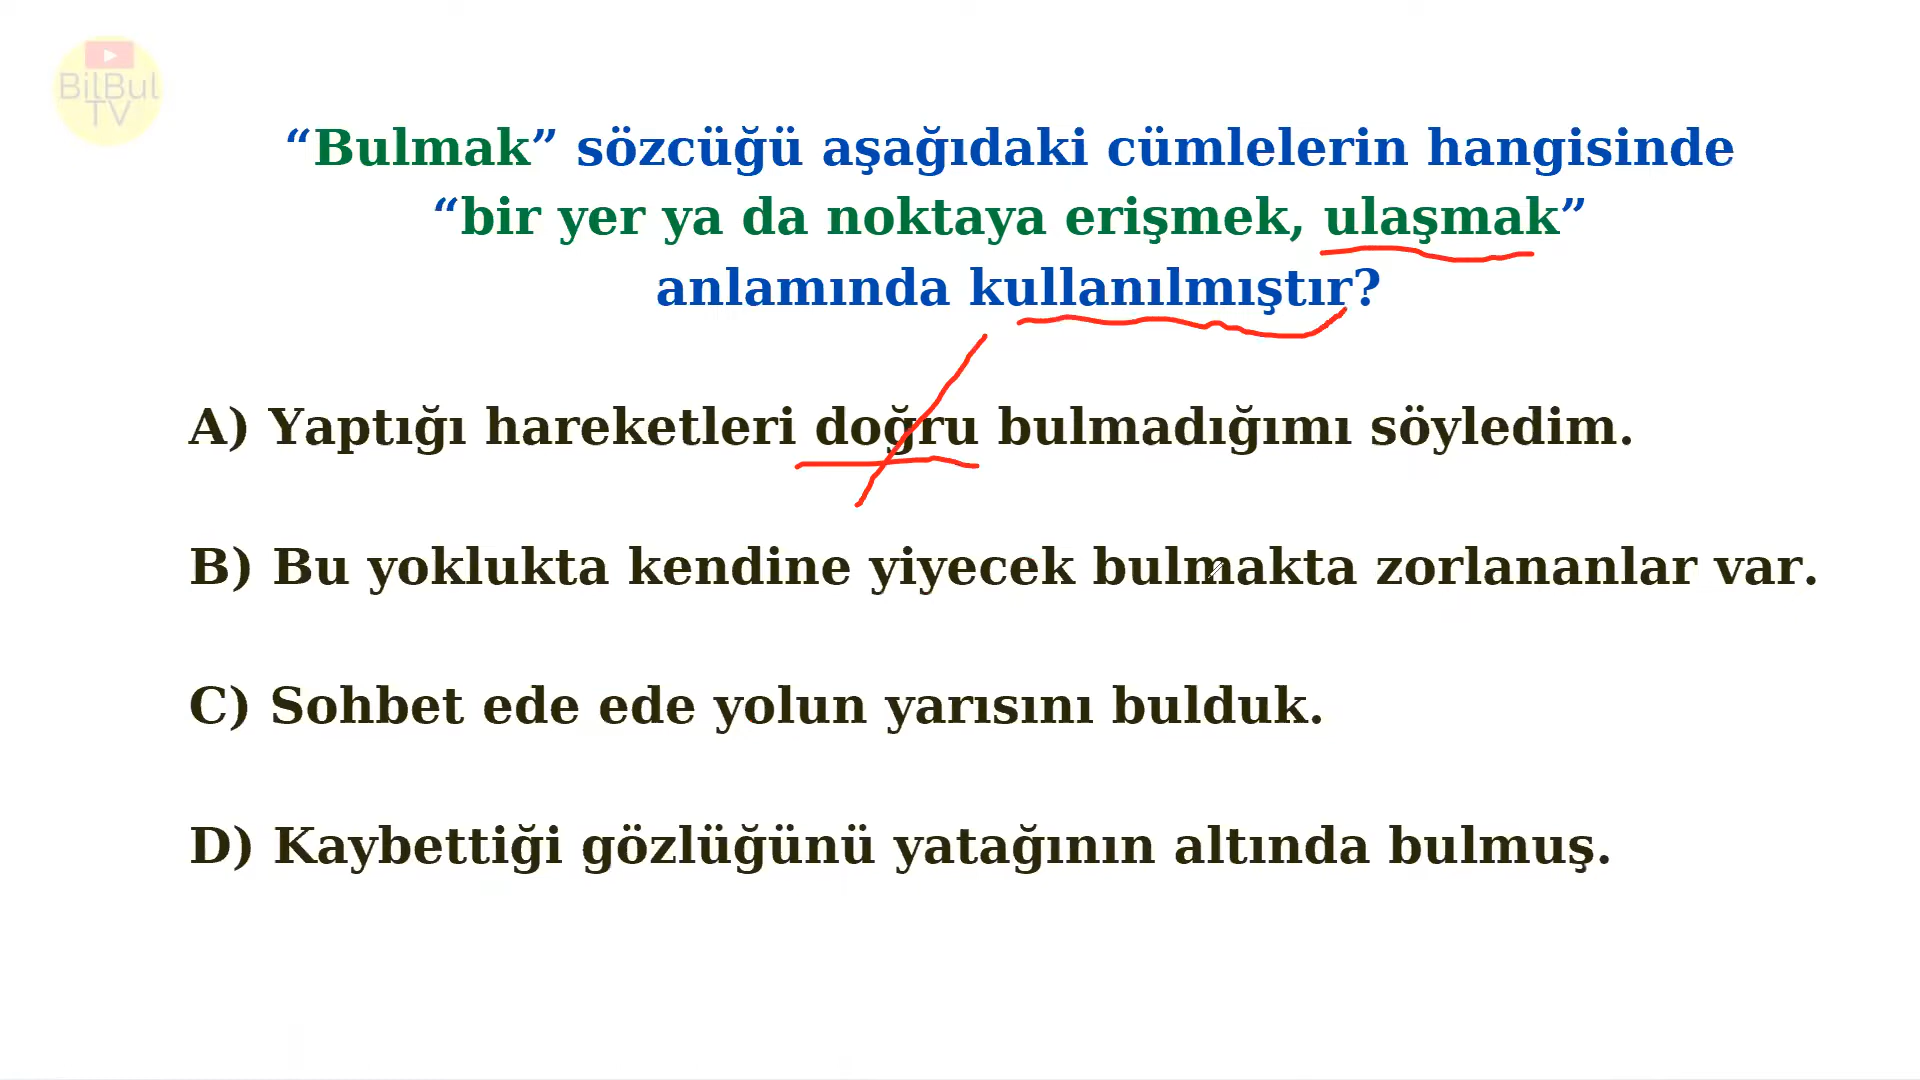 BilBul
TV
“Bulmak” sözcüğü aşağıdaki cümlelerin hangisinde
“bir yer ya da noktaya erişmek, ulaşmak”
anlamında kullanılmıştır?
A) Yaptığı hareketleri doğru bulmadığımı söyledim.
B) Bu yoklukta kendine yiyecek bulmakta zorlananlar var.
C) Sohbet ede ede yolun yarısını bulduk.
D) Kaybettiği gözlüğünü yatağının altında bulmuş.